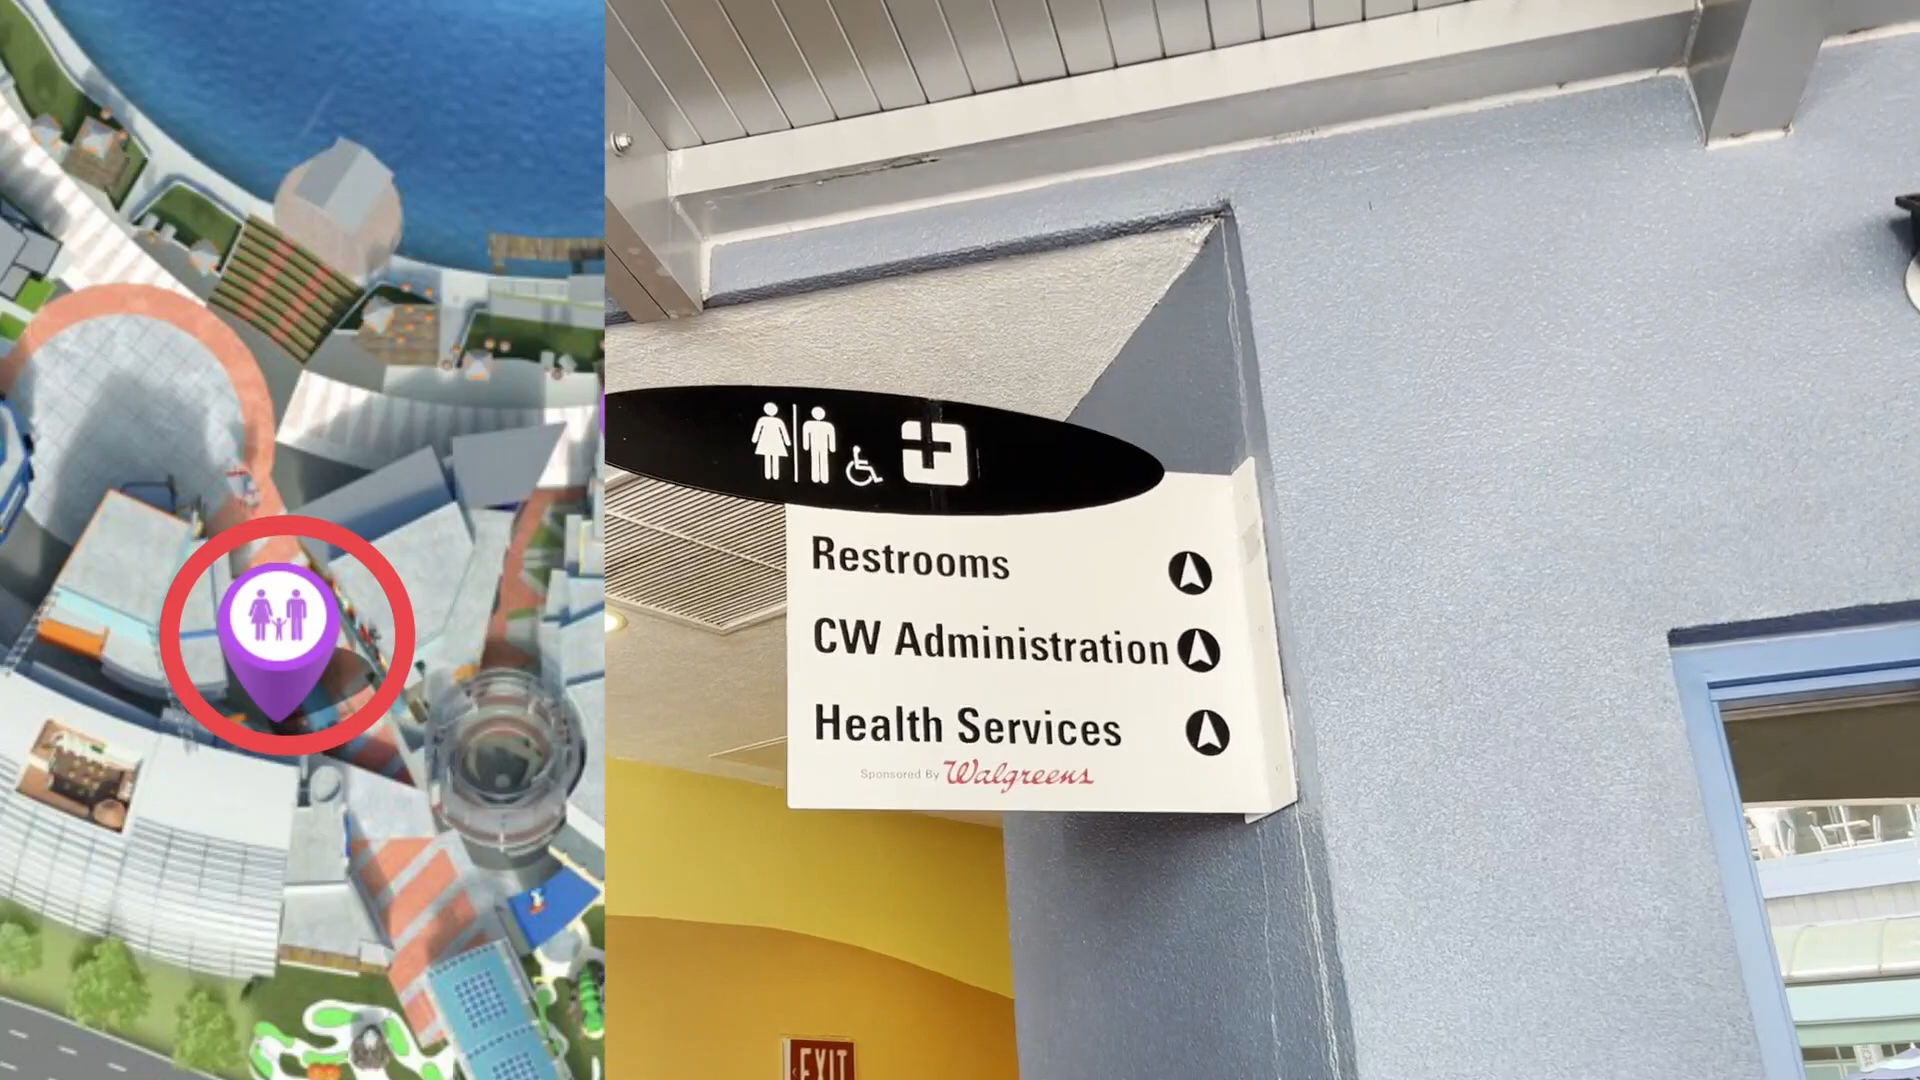 Restrooms
CW Administration
Health Services
Sponsored By Walgreens
EXIT